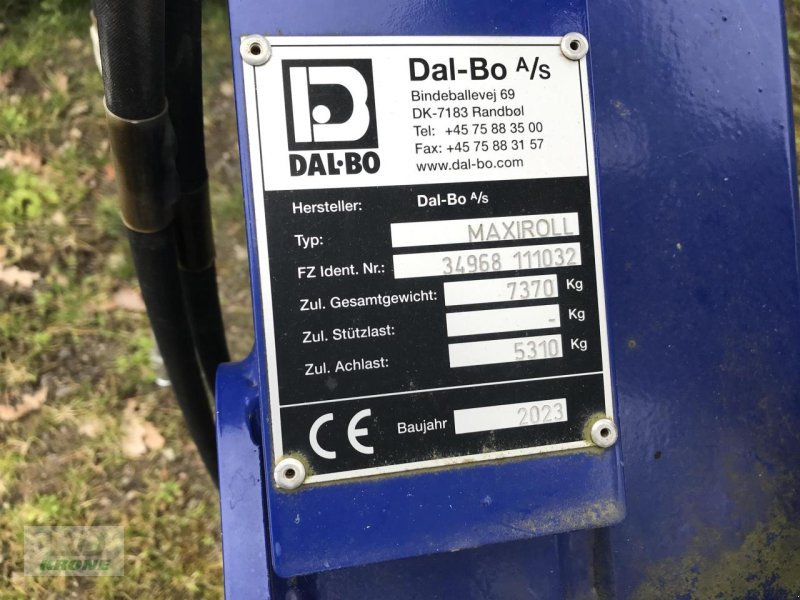 Dal-Bo A/s
Bindeballevej 69
DK-7183 Randbøl
Tel: +45 75 88 35 00
Fax: +45 75 88 31 57
www.dal-bo.com
DAL-BO
Hersteller: Dal-Bo A/s
Typ: MAXIROLL
FZ Ident. Nr.: 34968 111032
Zul. Gesamtgewicht: 7370 Kg
Zul. Stützlast: - Kg
Zul. Achlast: 5310 Kg
CE Baujahr 2023
KRONE